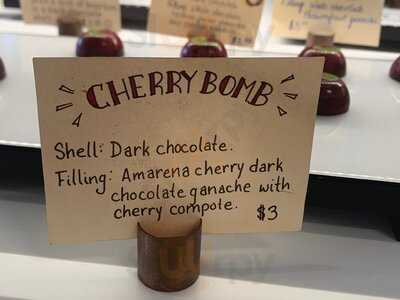 CHERRY BOMB
Shell: Dark chocolate.
Filling: Amarena cherry dark
chocolate ganache with
cherry compote. $3